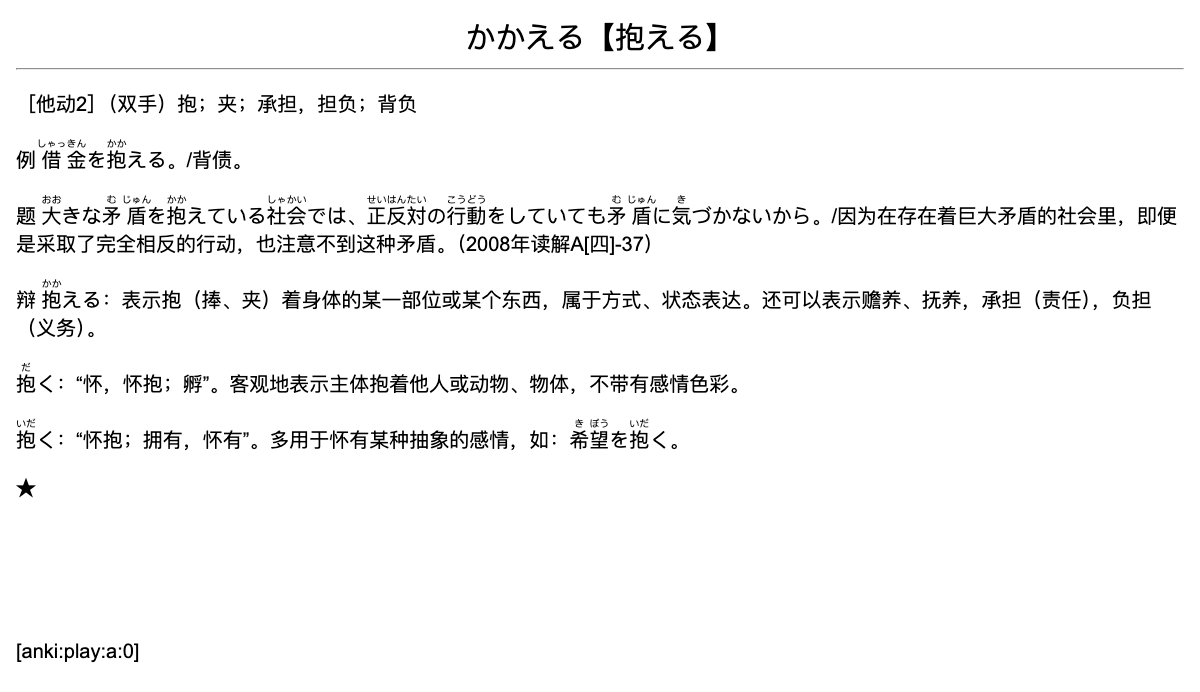 かかえる【抱える】
［他动2］（双手）抱；夹；承担，担负；背负
しゃっきん かか
例 借金を抱える。/背债。
おお む じゅん かか しゃかい せいはんたい こうどう む じゅん き
题 大きな矛盾を抱えている社会では、正反対の行動をしていても矛盾に気づかないから。/因为在存在着巨大矛盾的社会里，即便
是采取了完全相反的行动，也注意不到这种矛盾。（2008年读解A[四]-37）
かか
辩 抱える：表示抱（捧、夹）着身体的某一部位或某个东西，属于方式、状态表达。还可以表示赡养、抚养，承担（责任），负担
（义务）。
だ
抱く：“怀，怀抱；孵”。客观地表示主体抱着他人或动物、物体，不带有感情色彩。
いだ き ぼう いだ
抱く：“怀抱；拥有，怀有”。多用于怀有某种抽象的感情，如：希望を抱く。
★
[anki:play:a:0]